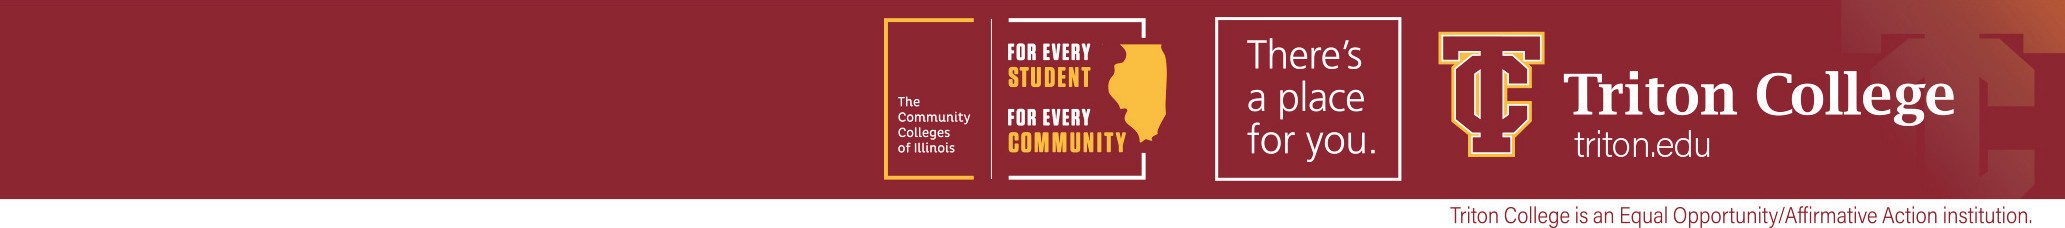 The
Community
Colleges
of Illinois
FOR EVERY
STUDENT
FOR EVERY
COMMUNITY
There's
a place
for you.
TC
Triton College
triton.edu
Triton College is an Equal Opportunity/Affirmative Action institution.